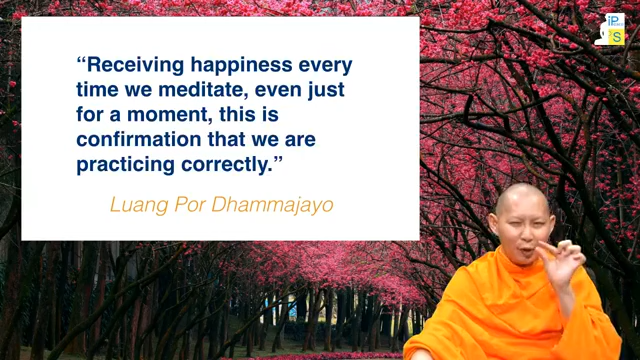 “Receiving happiness every
time we meditate, even just
for a moment, this is
confirmation that we are
practicing correctly.”
Luang Por Dhammajayo
iP
S